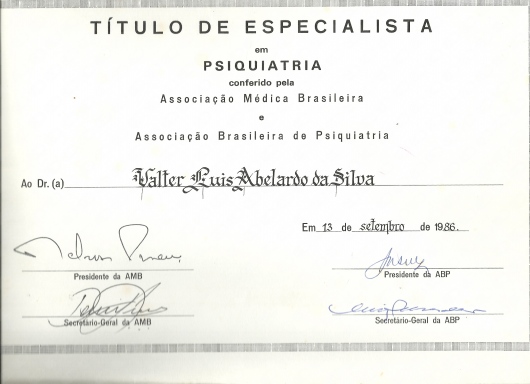 TÍTULO DE ESPECIALISTA
em
PSIQUIATRIA
conferido pela
Associação Médica Brasileira
e
Associação Brasileira de Psiquiatria
Ao Dr. (a) Valter Luis Abelardo da Silva
Em 13 de setembro de 1986.
Presidente da AMB
Presidente da ABP
Secretário-Geral da AMB
Secretário-Geral da ABP